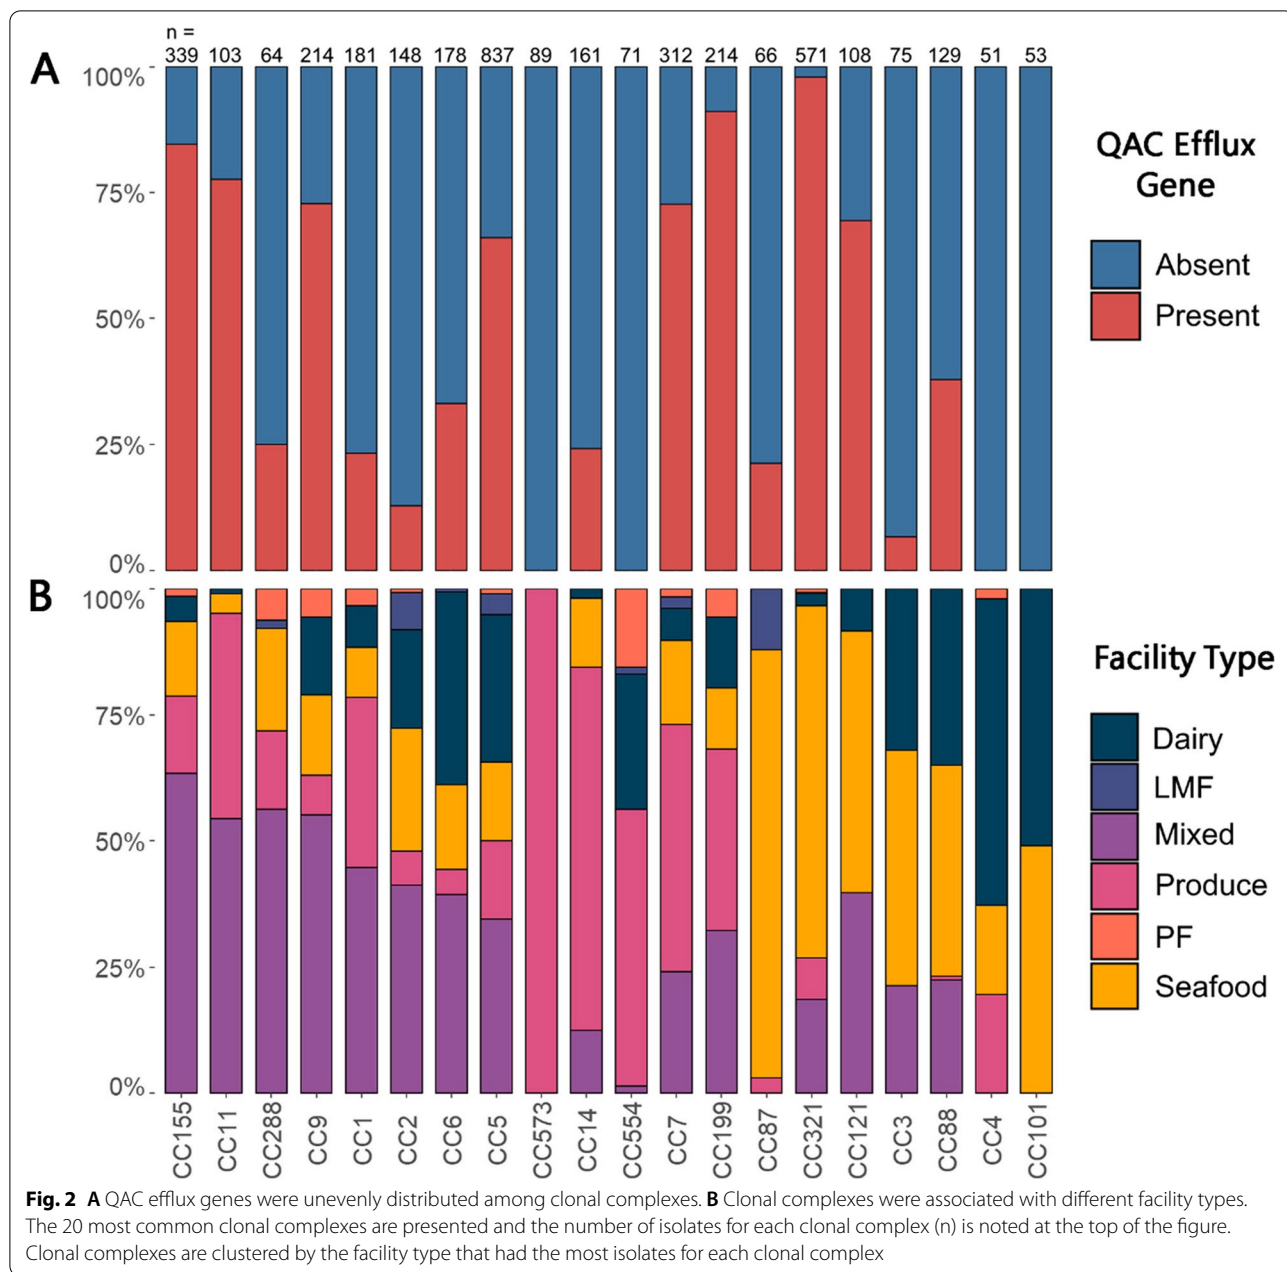 n =
A
339 103 64 214 181 148 178 837 89 161 71 312 214 66 571 108 75 129 51 53
100%
75%
50%
25%
0%
QAC Efflux
Gene
Absent
Present
B
100%
75%
50%
25%
0%
Facility Type
Dairy
LMF
Mixed
Produce
PF
Seafood
CC155 CC11 CC288 CC9 CC1 CC2 CC6 CC5 CC573 CC14 CC554 CC7 CC199 CC87 CC321 CC121 CC3 CC88 CC4 CC101
Fig. 2 A QAC efflux genes were unevenly distributed among clonal complexes. B Clonal complexes were associated with different facility types.
The 20 most common clonal complexes are presented and the number of isolates for each clonal complex (n) is noted at the top of the figure.
Clonal complexes are clustered by the facility type that had the most isolates for each clonal complex